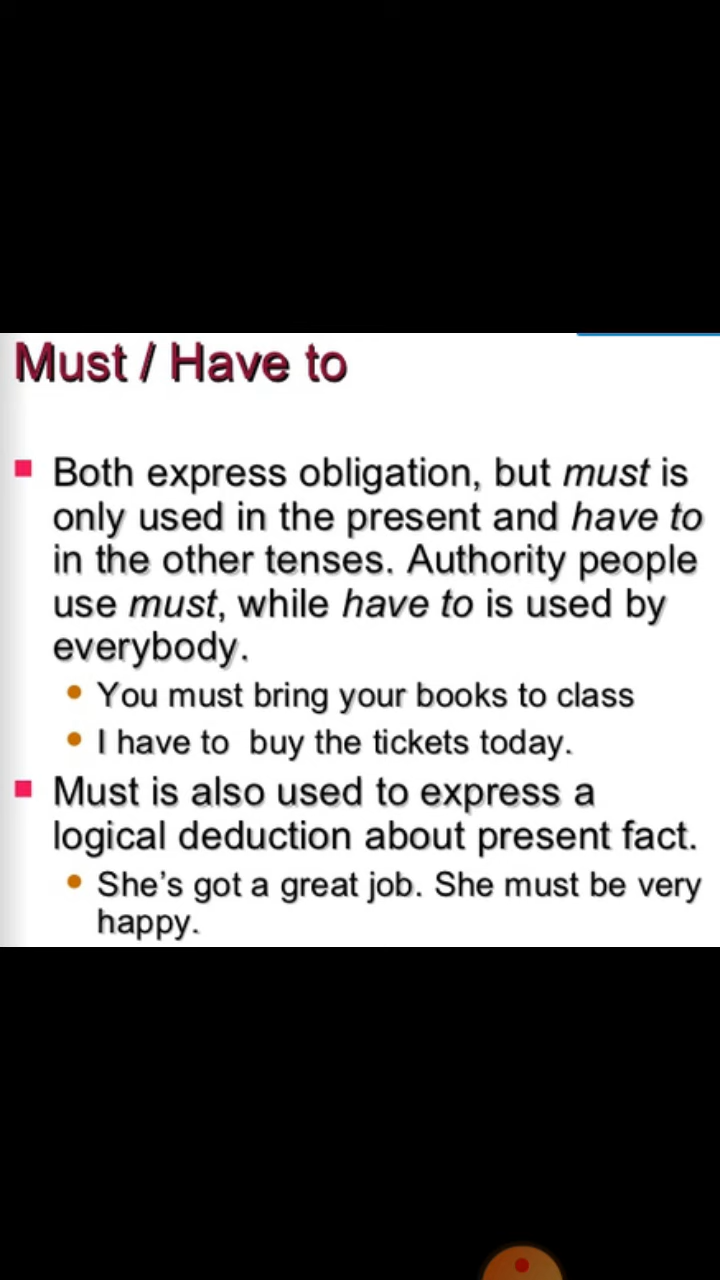 Must / Have to
Both express obligation, but must is
only used in the present and have to
in the other tenses. Authority people
use must, while have to is used by
everybody.
You must bring your books to class
I have to buy the tickets today.
Must is also used to express a
logical deduction about present fact.
She's got a great job. She must be very
happy.